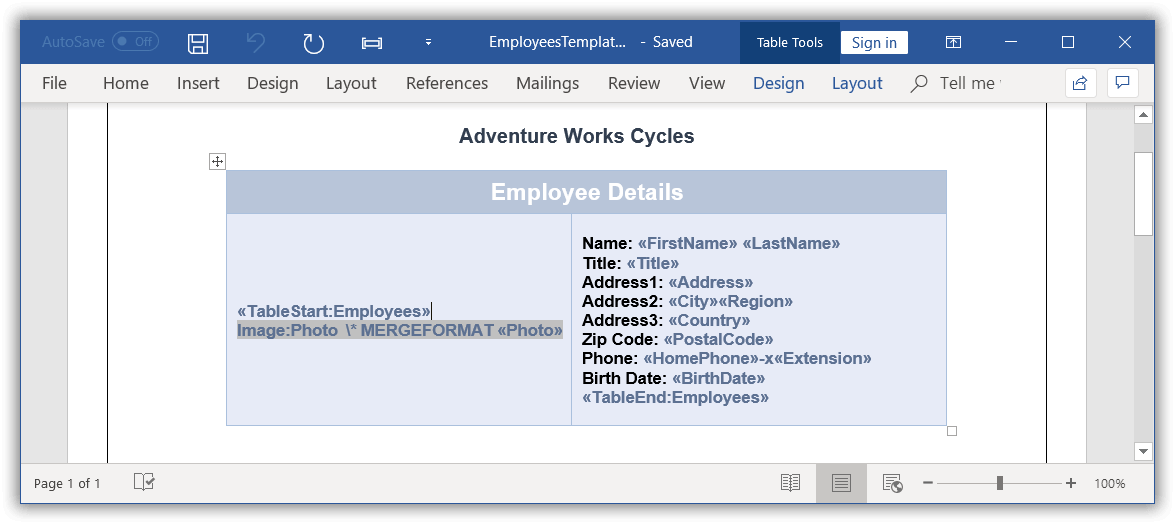 AutoSave Off EmployeesTemplat... - Saved Table Tools Sign in
File Home Insert Design Layout References Mailings Review View Design Layout Tell me
Adventure Works Cycles
Employee Details
«TableStart:Employees»
Image:Photo \* MERGEFORMAT «Photo»
Name: «FirstName» «LastName»
Title: «Title»
Address1: «Address»
Address2: «City»«Region»
Address3: «Country»
Zip Code: «PostalCode»
Phone: «HomePhone»-x«Extension»
Birth Date: «BirthDate»
«TableEnd:Employees»
Page 1 of 1 100%